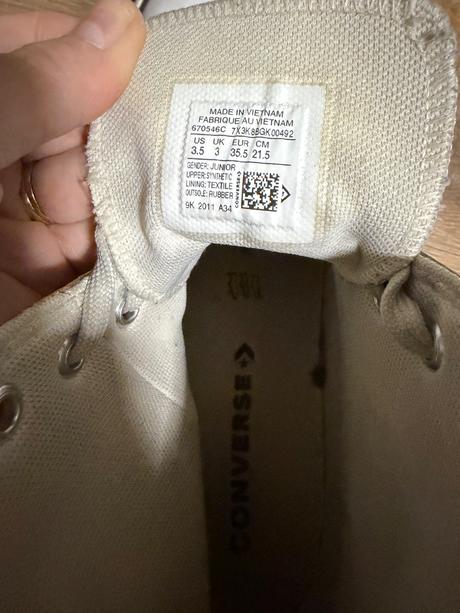 MADE IN VIETNAM
FABRIQUE AU VIETNAM
670546C 7X3K8BGK00492
US UK EUR CM
3.5 3 35.5 21.5
GENDER: JUNIOR
UPPER: SYNTHETIC
LINING: TEXTILE
OUTSOLE: RUBBER
CONVERSE
9K 2011 A34
CONVERSE